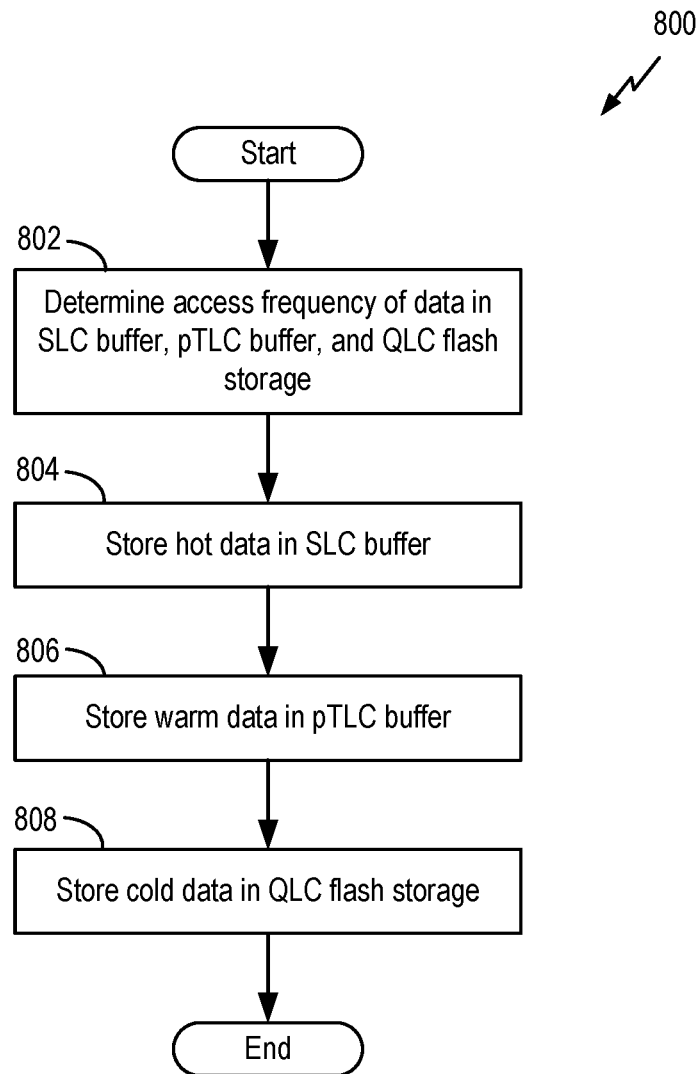 800
Start
802
Determine access frequency of data in
SLC buffer, pTLC buffer, and QLC flash
storage
804
Store hot data in SLC buffer
806
Store warm data in pTLC buffer
808
Store cold data in QLC flash storage
End